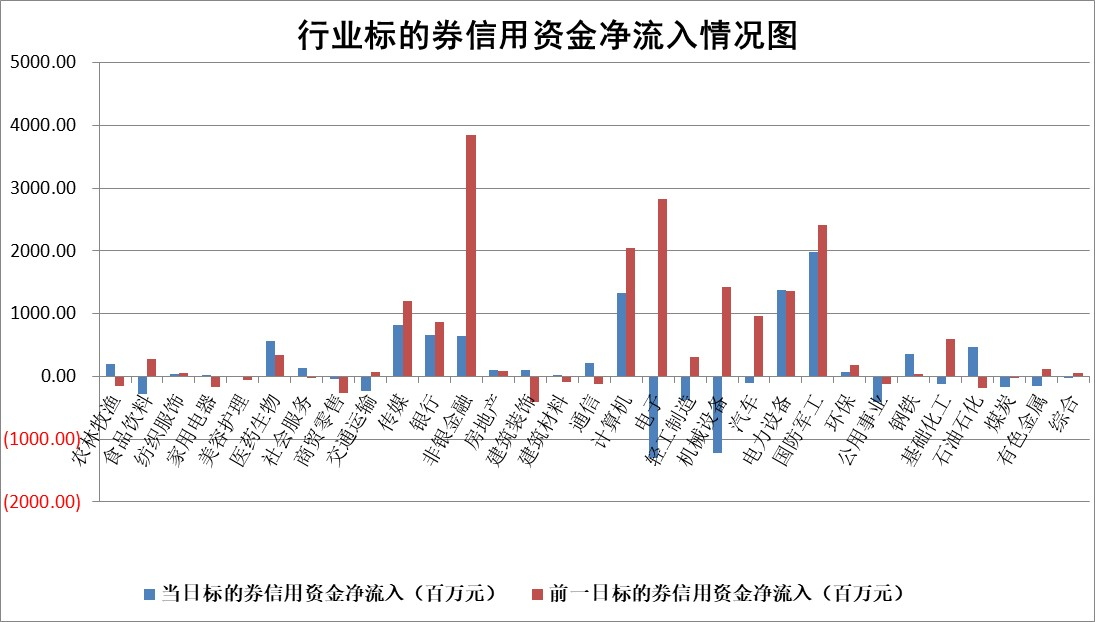 行业标的券信用资金净流入情况图
5000.00
4000.00
3000.00
2000.00
1000.00
0.00
(1000.00)
(2000.00)
农林牧渔
食品饮料
纺织服饰
家用电器
美容护理
医药生物
社会服务
商贸零售
交通运输
传媒
银行
非银金融
房地产
建筑装饰
建筑材料
通信
计算机
电子
轻工制造
机械设备
汽车
电力设备
国防军工
环保
公用事业
钢铁
基础化工
石油石化
煤炭
有色金属
综合
当日标的券信用资金净流入（百万元）
前一日标的券信用资金净流入（百万元）